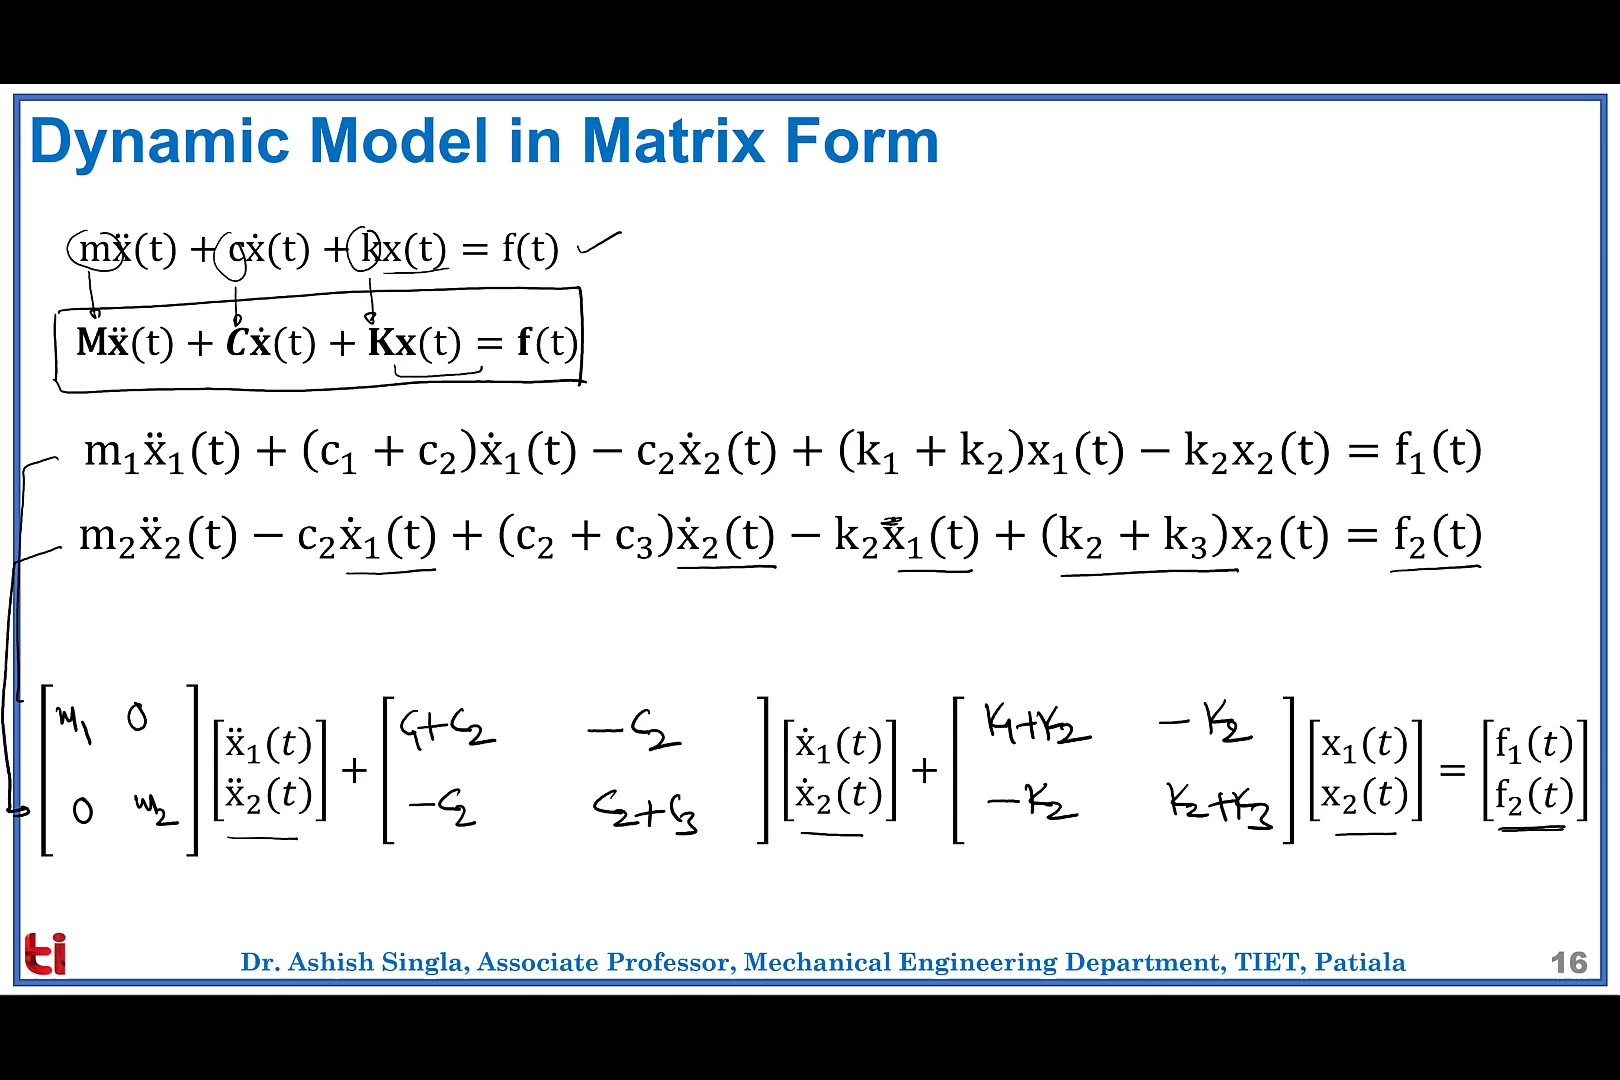 Dynamic Model in Matrix Form
mẍ(t) + cẋ(t) + kx(t) = f(t)
Mẍ(t) + Cẋ(t) + Kx(t) = f(t)
m₁ẍ₁(t) + (c₁ + c₂)ẋ₁(t) − c₂ẋ₂(t) + (k₁ + k₂)x₁(t) − k₂x₂(t) = f₁(t)
m₂ẍ₂(t) − c₂ẋ₁(t) + (c₂ + c₃)ẋ₂(t) − k₂x₁(t) + (k₂ + k₃)x₂(t) = f₂(t)
m₁ 0 ẍ₁(t) + c₁+c₂ −c₂ ẋ₁(t) + k₁+k₂ −k₂ x₁(t) = f₁(t)
0 m₂ ẍ₂(t) −c₂ c₂+c₃ ẋ₂(t) −k₂ k₂+k₃ x₂(t) f₂(t)
ti
Dr. Ashish Singla, Associate Professor, Mechanical Engineering Department, TIET, Patiala
16